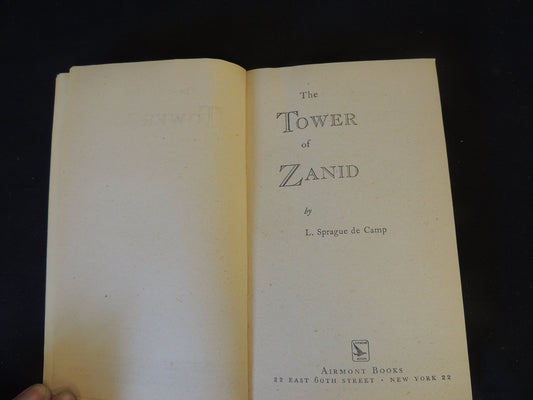 The
TOWER
of
ZANID
by
L. Sprague de Camp
AIRMONT BOOKS
22 EAST 60TH STREET • NEW YORK 22